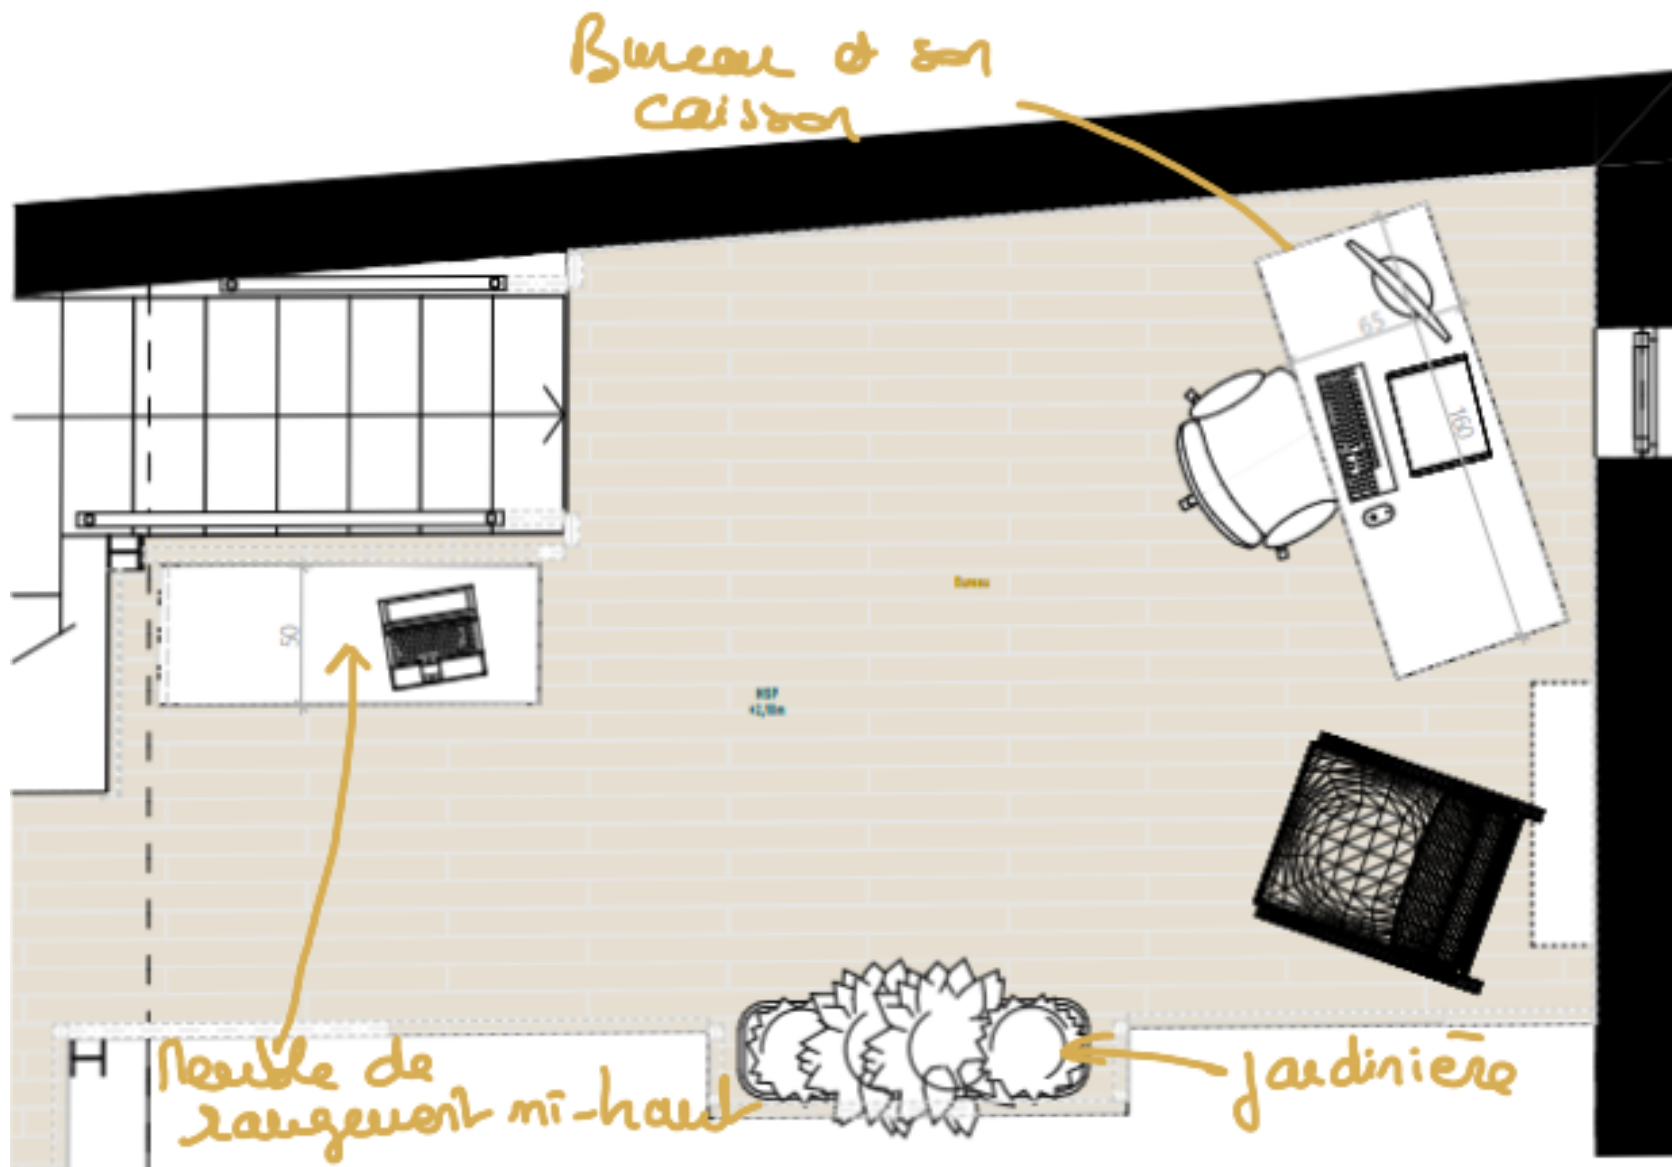 Bureau et son
caisson
65
160
Bureau
50
HSP
Meuble de
rangement mi-haut
jardinière